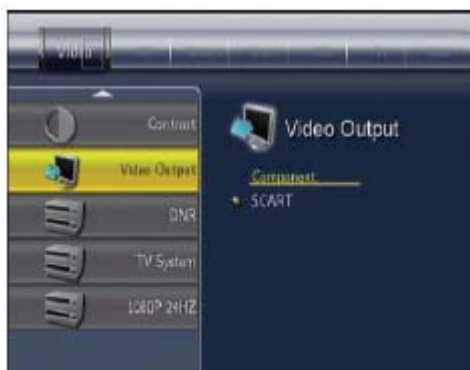 Video
Contrast
Video Output
DNR
TV System
1080P 24HZ
Video Output
Component
SCART